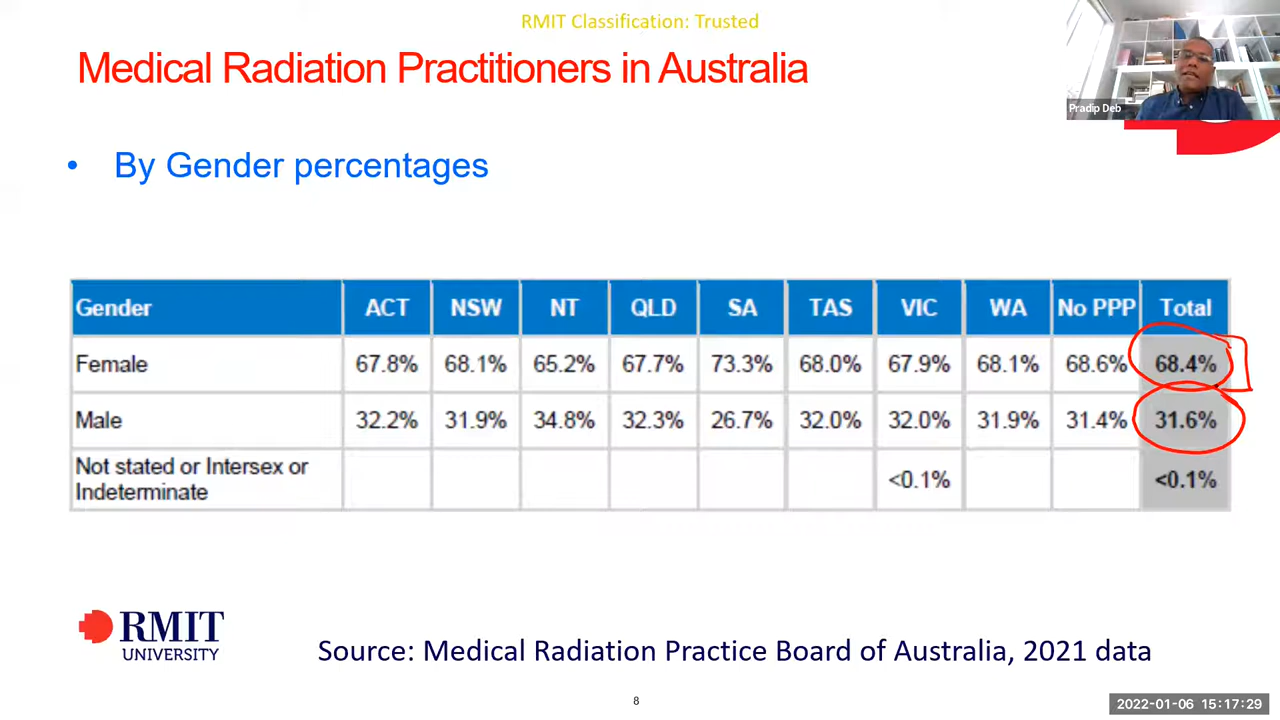 RMIT Classification: Trusted
Medical Radiation Practitioners in Australia
Pradip Deb
• By Gender percentages
Gender ACT NSW NT QLD SA TAS VIC WA No PPP Total
Female 67.8% 68.1% 65.2% 67.7% 73.3% 68.0% 67.9% 68.1% 68.6% 68.4%
Male 32.2% 31.9% 34.8% 32.3% 26.7% 32.0% 32.0% 31.9% 31.4% 31.6%
Not stated or Intersex or
Indeterminate <0.1% <0.1%
RMIT
UNIVERSITY
Source: Medical Radiation Practice Board of Australia, 2021 data
8
2022-01-06 15:17:29